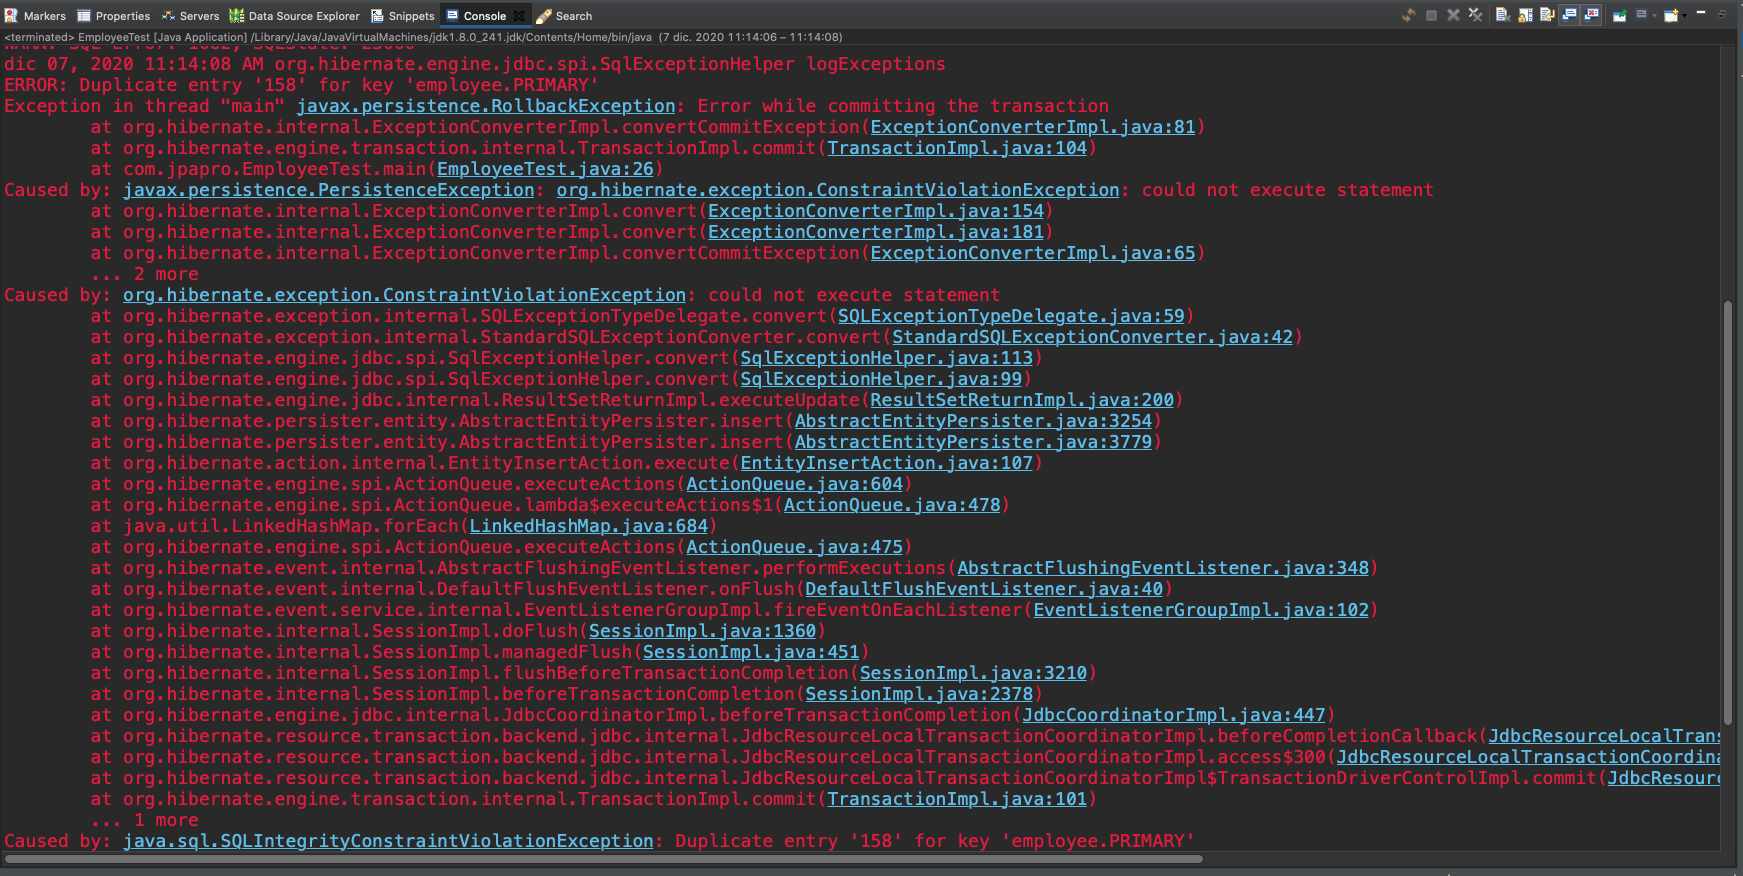 Markers Properties Servers Data Source Explorer Snippets Console Search
<terminated> EmployeeTest [Java Application] /Library/Java/JavaVirtualMachines/jdk1.8.0_241.jdk/Contents/Home/bin/java (7 dic. 2020 11:14:06 – 11:14:08)
WARN: SQL Error: 1062, SQLState: 23000
dic 07, 2020 11:14:08 AM org.hibernate.engine.jdbc.spi.SqlExceptionHelper logExceptions
ERROR: Duplicate entry '158' for key 'employee.PRIMARY'
Exception in thread "main" javax.persistence.RollbackException: Error while committing the transaction
at org.hibernate.internal.ExceptionConverterImpl.convertCommitException(ExceptionConverterImpl.java:81)
at org.hibernate.engine.transaction.internal.TransactionImpl.commit(TransactionImpl.java:104)
at com.jpapro.EmployeeTest.main(EmployeeTest.java:26)
Caused by: javax.persistence.PersistenceException: org.hibernate.exception.ConstraintViolationException: could not execute statement
at org.hibernate.internal.ExceptionConverterImpl.convert(ExceptionConverterImpl.java:154)
at org.hibernate.internal.ExceptionConverterImpl.convert(ExceptionConverterImpl.java:181)
at org.hibernate.internal.ExceptionConverterImpl.convertCommitException(ExceptionConverterImpl.java:65)
... 2 more
Caused by: org.hibernate.exception.ConstraintViolationException: could not execute statement
at org.hibernate.exception.internal.SQLExceptionTypeDelegate.convert(SQLExceptionTypeDelegate.java:59)
at org.hibernate.exception.internal.StandardSQLExceptionConverter.convert(StandardSQLExceptionConverter.java:42)
at org.hibernate.engine.jdbc.spi.SqlExceptionHelper.convert(SqlExceptionHelper.java:113)
at org.hibernate.engine.jdbc.spi.SqlExceptionHelper.convert(SqlExceptionHelper.java:99)
at org.hibernate.engine.jdbc.internal.ResultSetReturnImpl.executeUpdate(ResultSetReturnImpl.java:200)
at org.hibernate.persister.entity.AbstractEntityPersister.insert(AbstractEntityPersister.java:3254)
at org.hibernate.persister.entity.AbstractEntityPersister.insert(AbstractEntityPersister.java:3779)
at org.hibernate.action.internal.EntityInsertAction.execute(EntityInsertAction.java:107)
at org.hibernate.engine.spi.ActionQueue.executeActions(ActionQueue.java:604)
at org.hibernate.engine.spi.ActionQueue.lambda$executeActions$1(ActionQueue.java:478)
at java.util.LinkedHashMap.forEach(LinkedHashMap.java:684)
at org.hibernate.engine.spi.ActionQueue.executeActions(ActionQueue.java:475)
at org.hibernate.event.internal.AbstractFlushingEventListener.performExecutions(AbstractFlushingEventListener.java:348)
at org.hibernate.event.internal.DefaultFlushEventListener.onFlush(DefaultFlushEventListener.java:40)
at org.hibernate.event.service.internal.EventListenerGroupImpl.fireEventOnEachListener(EventListenerGroupImpl.java:102)
at org.hibernate.internal.SessionImpl.doFlush(SessionImpl.java:1360)
at org.hibernate.internal.SessionImpl.managedFlush(SessionImpl.java:451)
at org.hibernate.internal.SessionImpl.flushBeforeTransactionCompletion(SessionImpl.java:3210)
at org.hibernate.internal.SessionImpl.beforeTransactionCompletion(SessionImpl.java:2378)
at org.hibernate.engine.jdbc.internal.JdbcCoordinatorImpl.beforeTransactionCompletion(JdbcCoordinatorImpl.java:447)
at org.hibernate.resource.transaction.backend.jdbc.internal.JdbcResourceLocalTransactionCoordinatorImpl.beforeCompletionCallback(JdbcResourceLocalTrans
at org.hibernate.resource.transaction.backend.jdbc.internal.JdbcResourceLocalTransactionCoordinatorImpl.access$300(JdbcResourceLocalTransactionCoordina
at org.hibernate.resource.transaction.backend.jdbc.internal.JdbcResourceLocalTransactionCoordinatorImpl$TransactionDriverControlImpl.commit(JdbcResourc
at org.hibernate.engine.transaction.internal.TransactionImpl.commit(TransactionImpl.java:101)
... 1 more
Caused by: java.sql.SQLIntegrityConstraintViolationException: Duplicate entry '158' for key 'employee.PRIMARY'